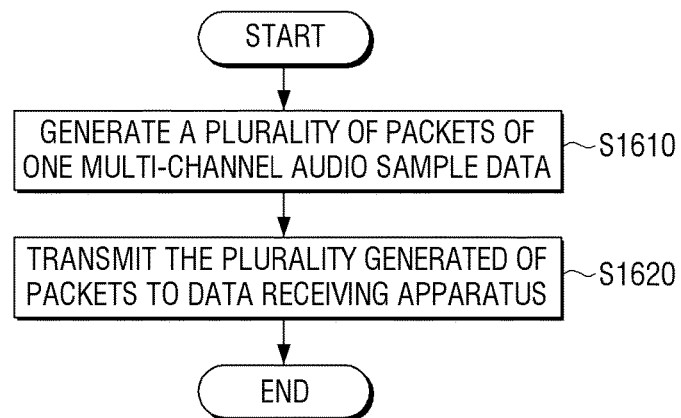 START
GENERATE A PLURALITY OF PACKETS OF
ONE MULTI-CHANNEL AUDIO SAMPLE DATA
S1610
TRANSMIT THE PLURALITY GENERATED OF
PACKETS TO DATA RECEIVING APPARATUS
S1620
END